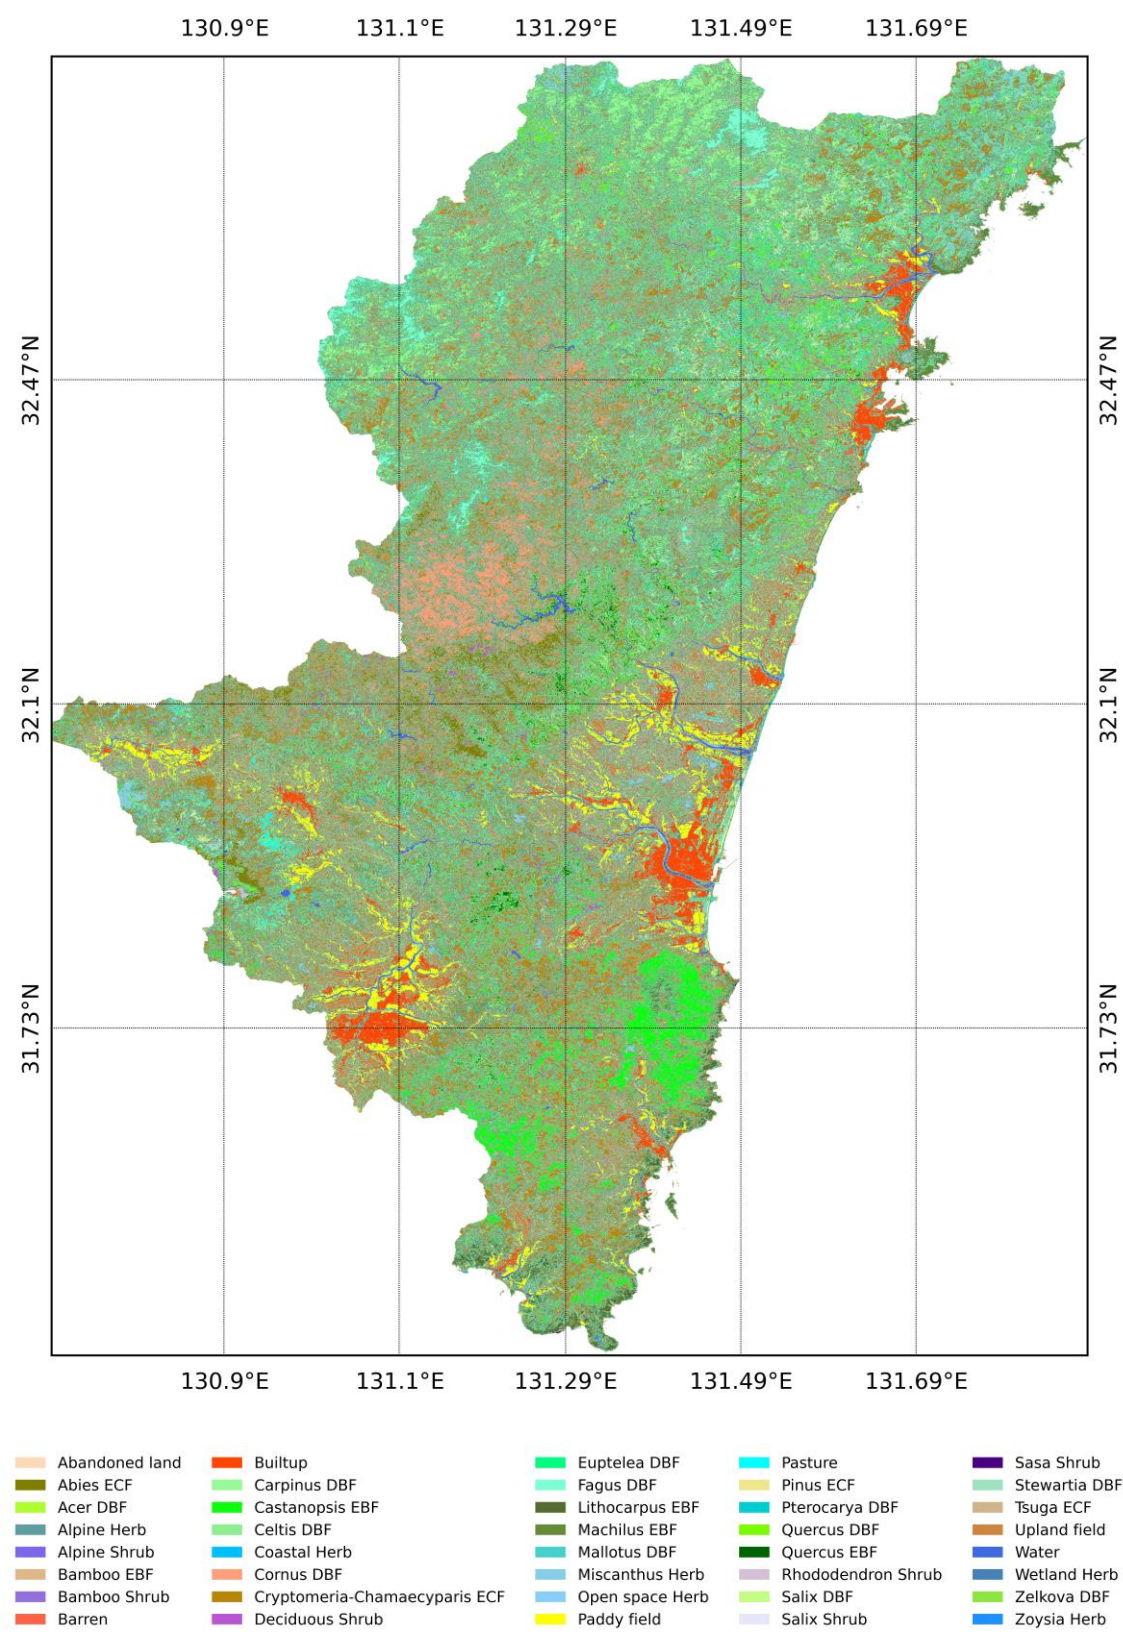 130.9°E 131.1°E 131.29°E 131.49°E 131.69°E
32.47°N 32.47°N
32.1°N 32.1°N
31.73°N 31.73°N
130.9°E 131.1°E 131.29°E 131.49°E 131.69°E
Abandoned land Builtup Euptelea DBF Pasture Sasa Shrub
Abies ECF Carpinus DBF Fagus DBF Pinus ECF Stewartia DBF
Acer DBF Castanopsis EBF Lithocarpus EBF Pterocarya DBF Tsuga ECF
Alpine Herb Celtis DBF Machilus EBF Quercus DBF Upland field
Alpine Shrub Coastal Herb Mallotus DBF Quercus EBF Water
Bamboo EBF Cornus DBF Miscanthus Herb Rhododendron Shrub Wetland Herb
Bamboo Shrub Cryptomeria-Chamaecyparis ECF Open space Herb Salix DBF Zelkova DBF
Barren Deciduous Shrub Paddy field Salix Shrub Zoysia Herb